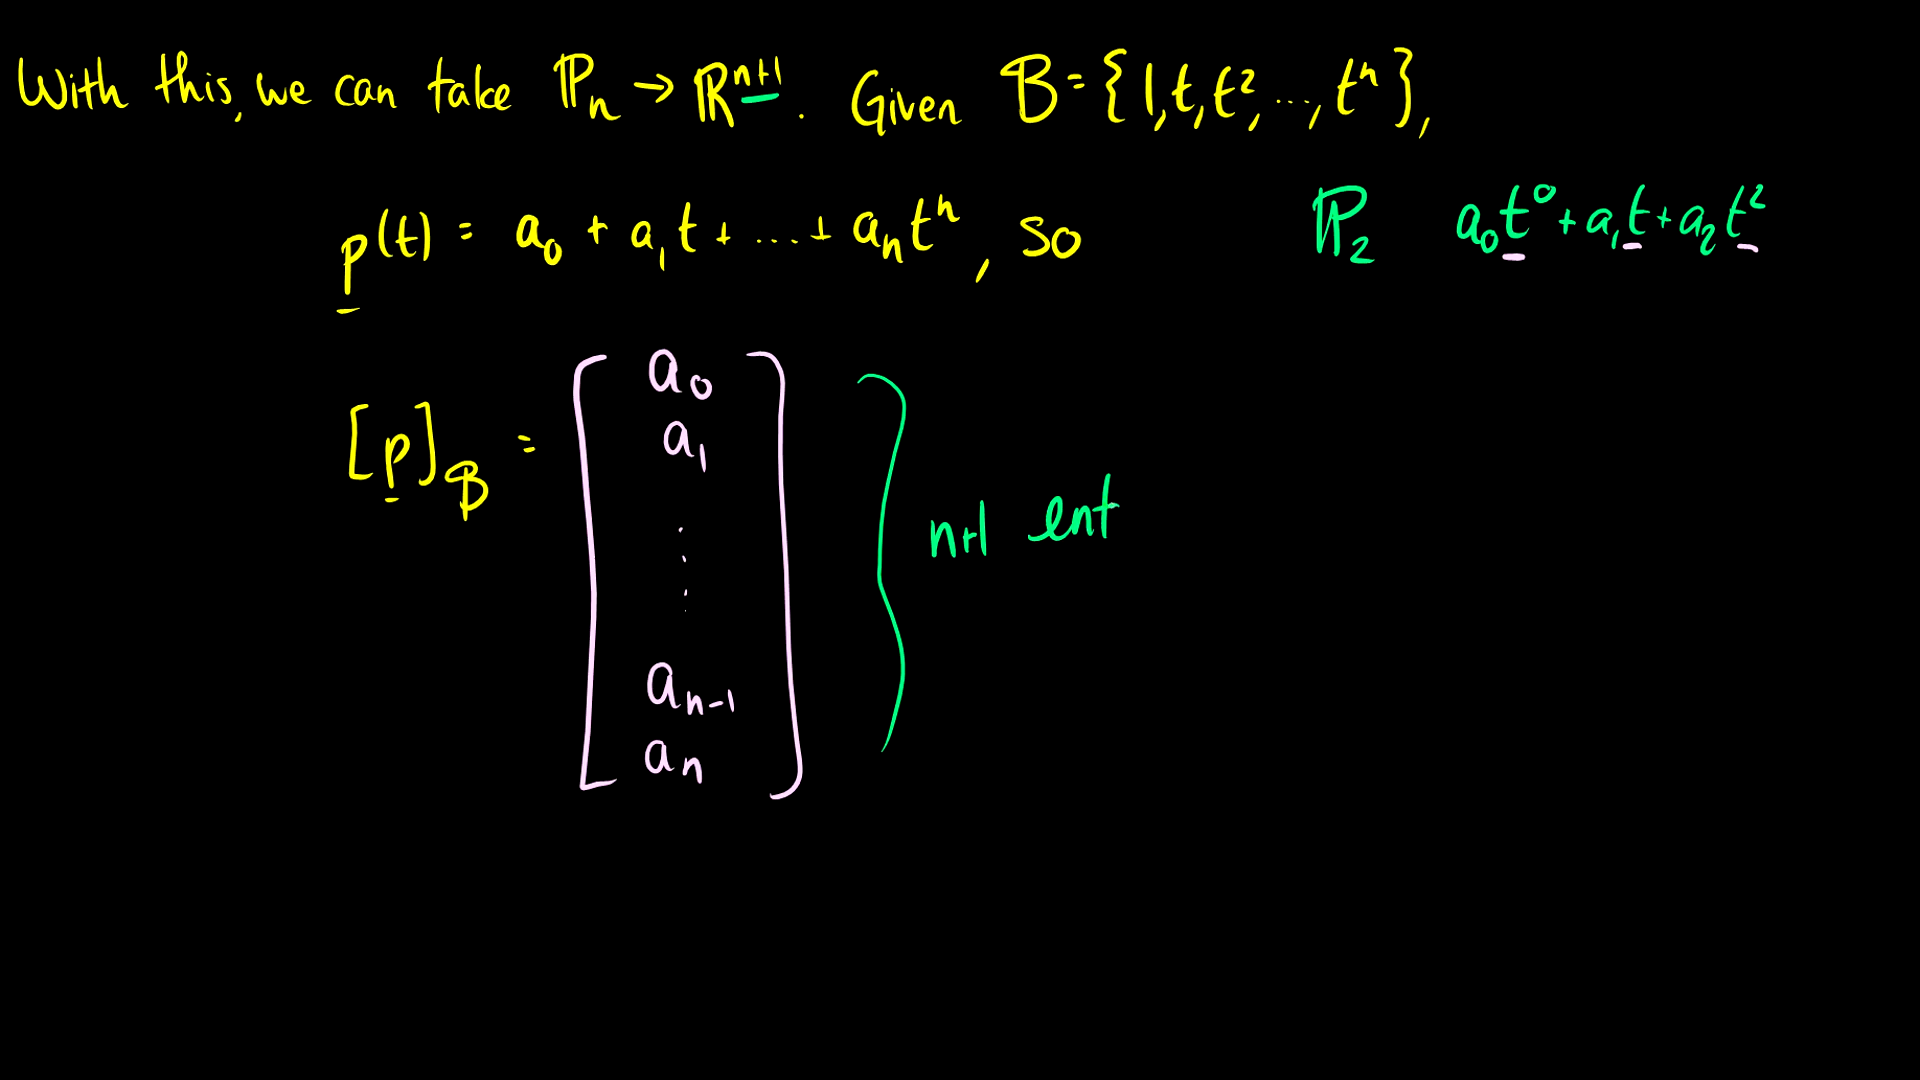 With this, we can take ℙₙ → ℝⁿ⁺¹. Given ℬ = {1, t, t², ..., tⁿ},
p(t) = a₀ + a₁t + .... + aₙtⁿ, so
ℙ₂ a₀t⁰ + a₁t + a₂t²
[p]ℬ = [a₀
a₁
⋮
aₙ₋₁
aₙ]
n+1 ent